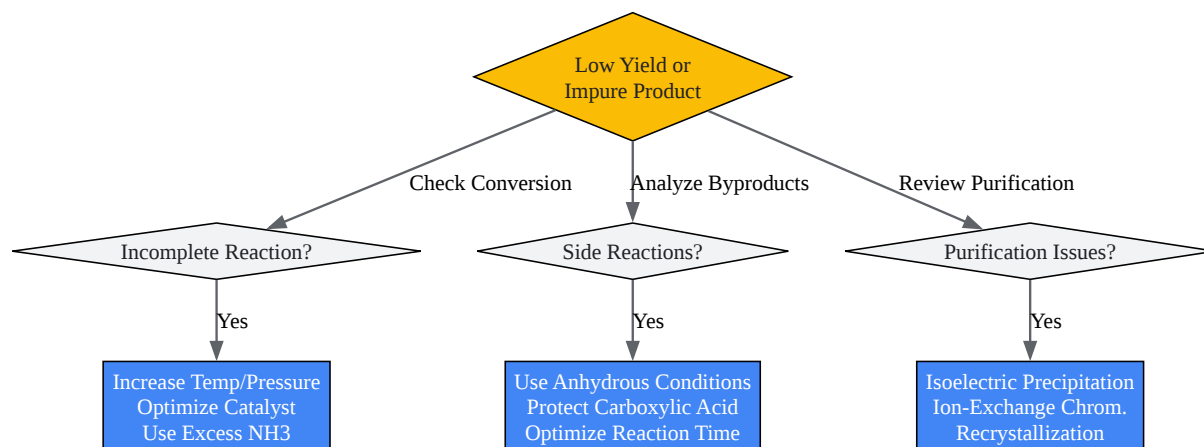 Low Yield or
Impure Product
Check Conversion
Analyze Byproducts
Review Purification
Incomplete Reaction?
Side Reactions?
Purification Issues?
Yes
Yes
Yes
Increase Temp/Pressure
Optimize Catalyst
Use Excess NH3
Use Anhydrous Conditions
Protect Carboxylic Acid
Optimize Reaction Time
Isoelectric Precipitation
Ion-Exchange Chrom.
Recrystallization